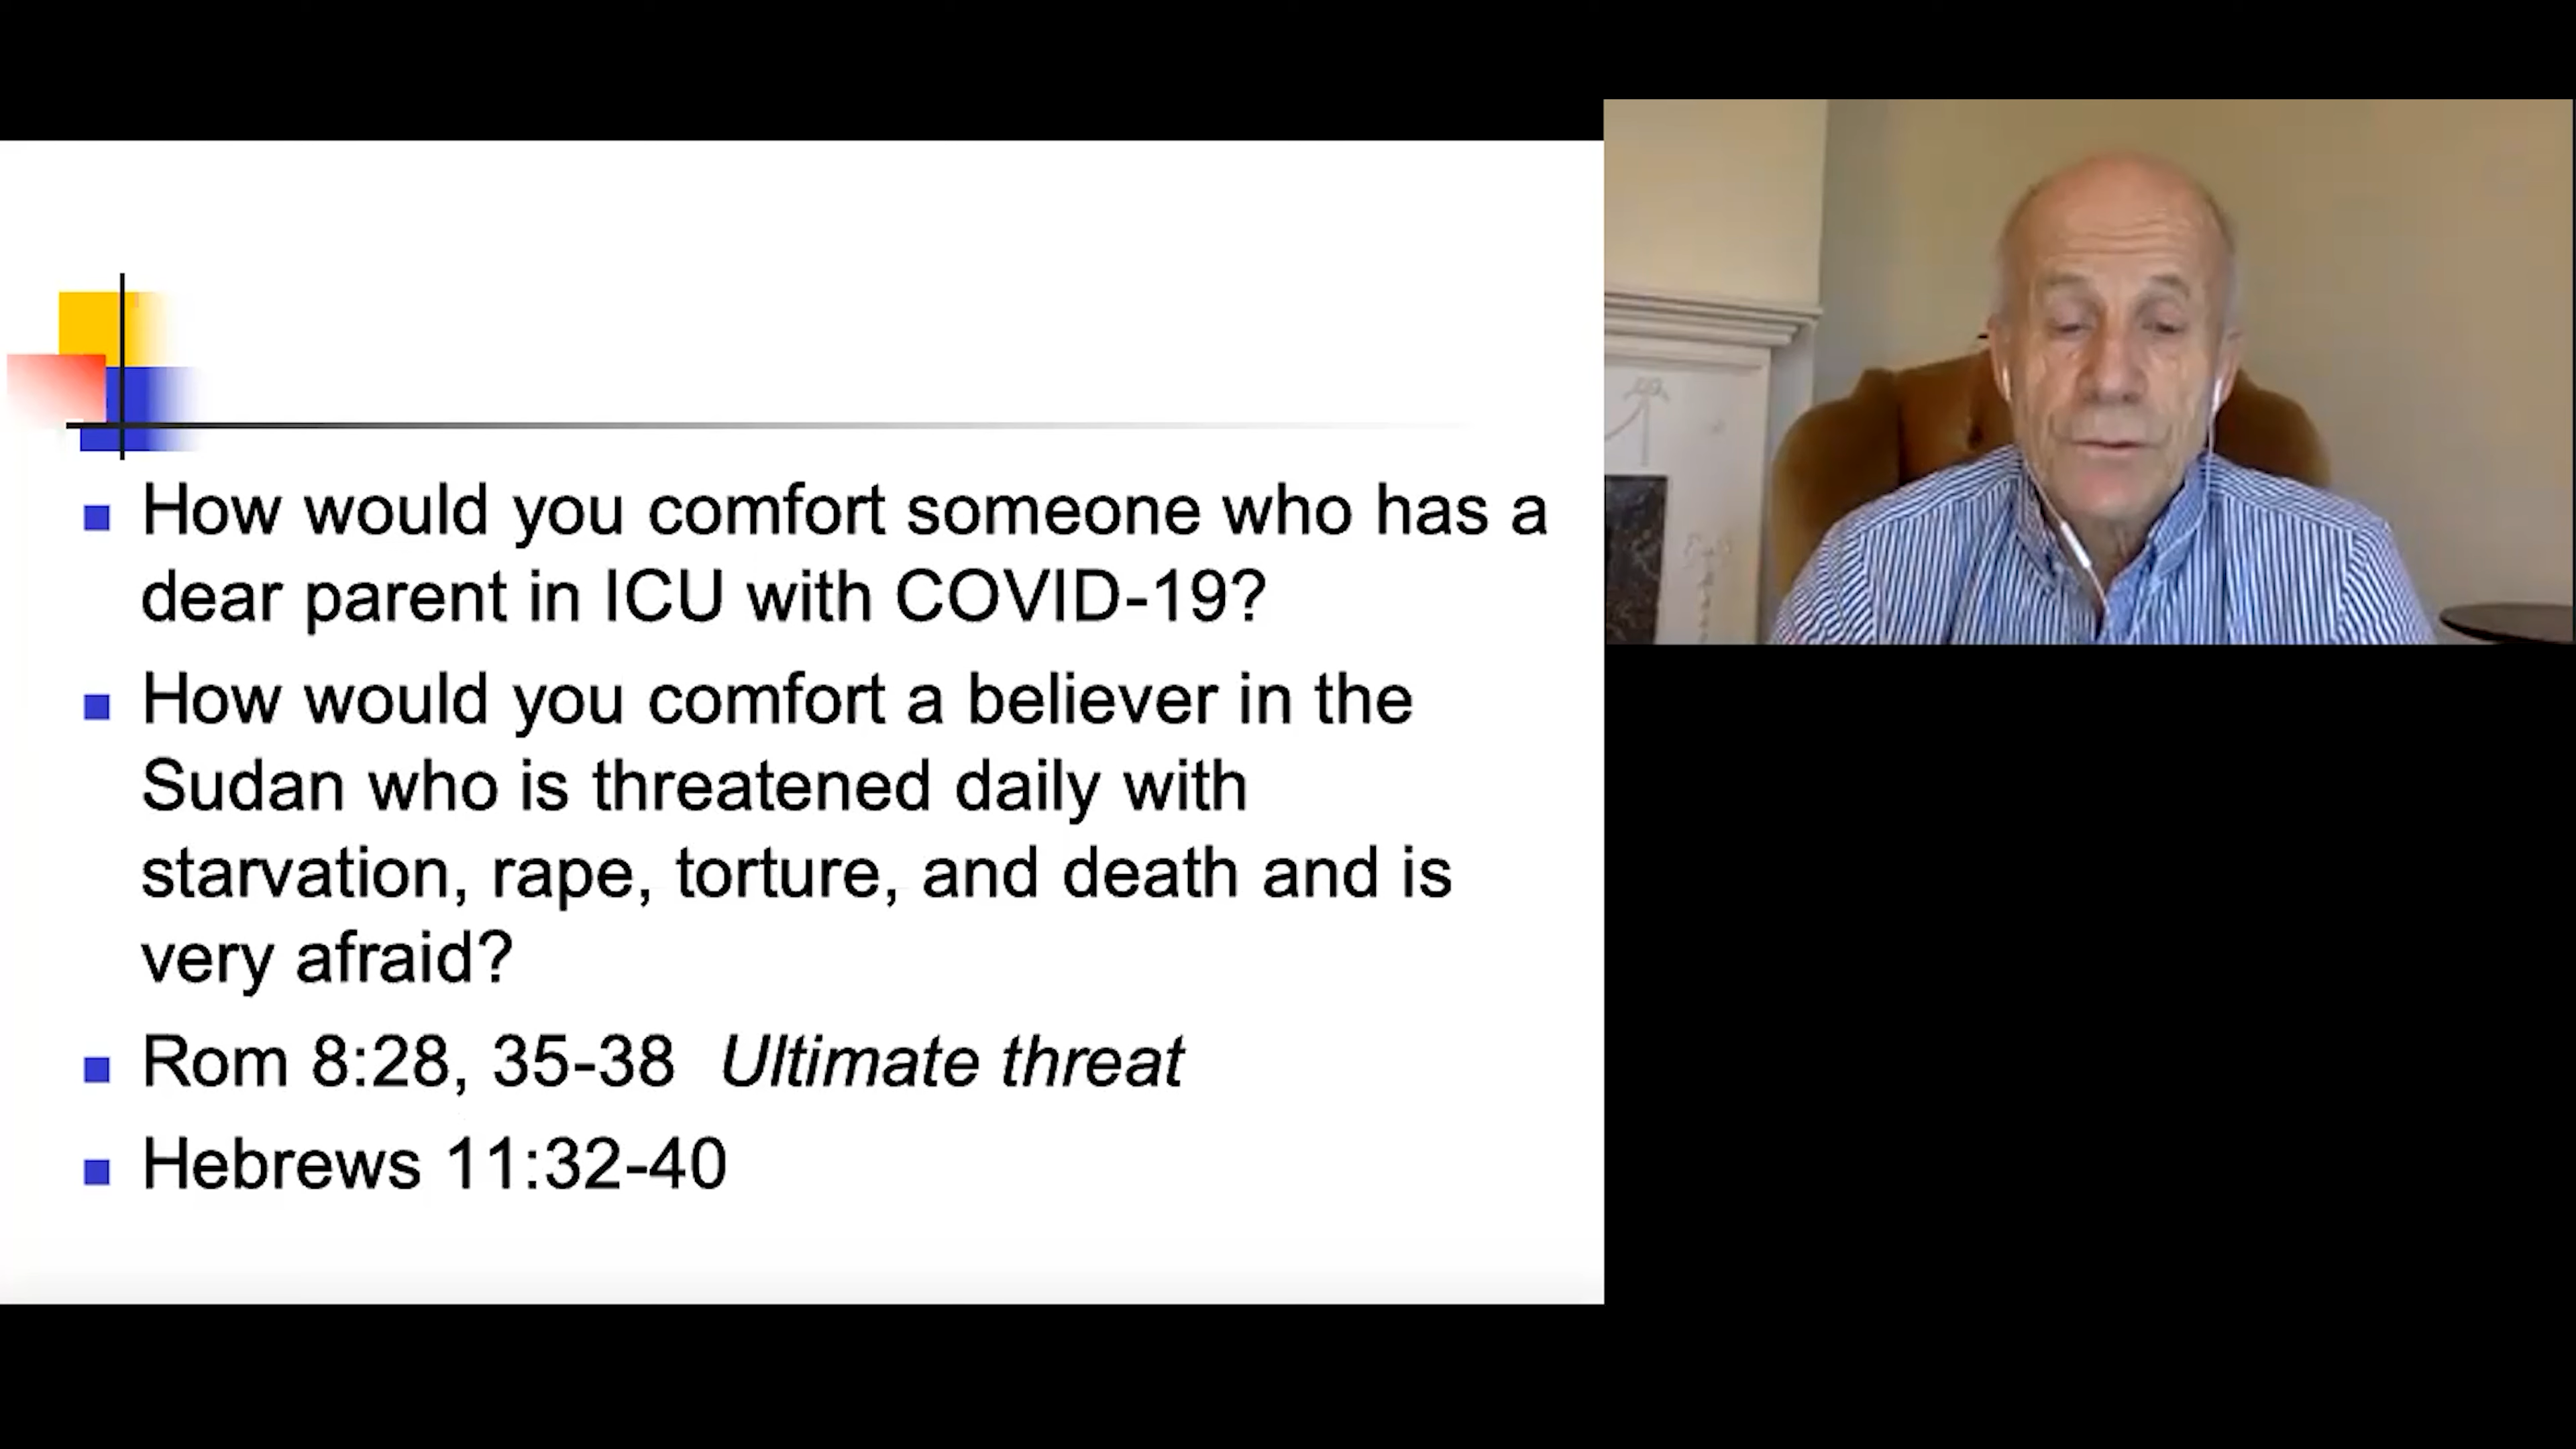 How would you comfort someone who has a
dear parent in ICU with COVID-19?
How would you comfort a believer in the
Sudan who is threatened daily with
starvation, rape, torture, and death and is
very afraid?
Rom 8:28, 35-38 Ultimate threat
Hebrews 11:32-40